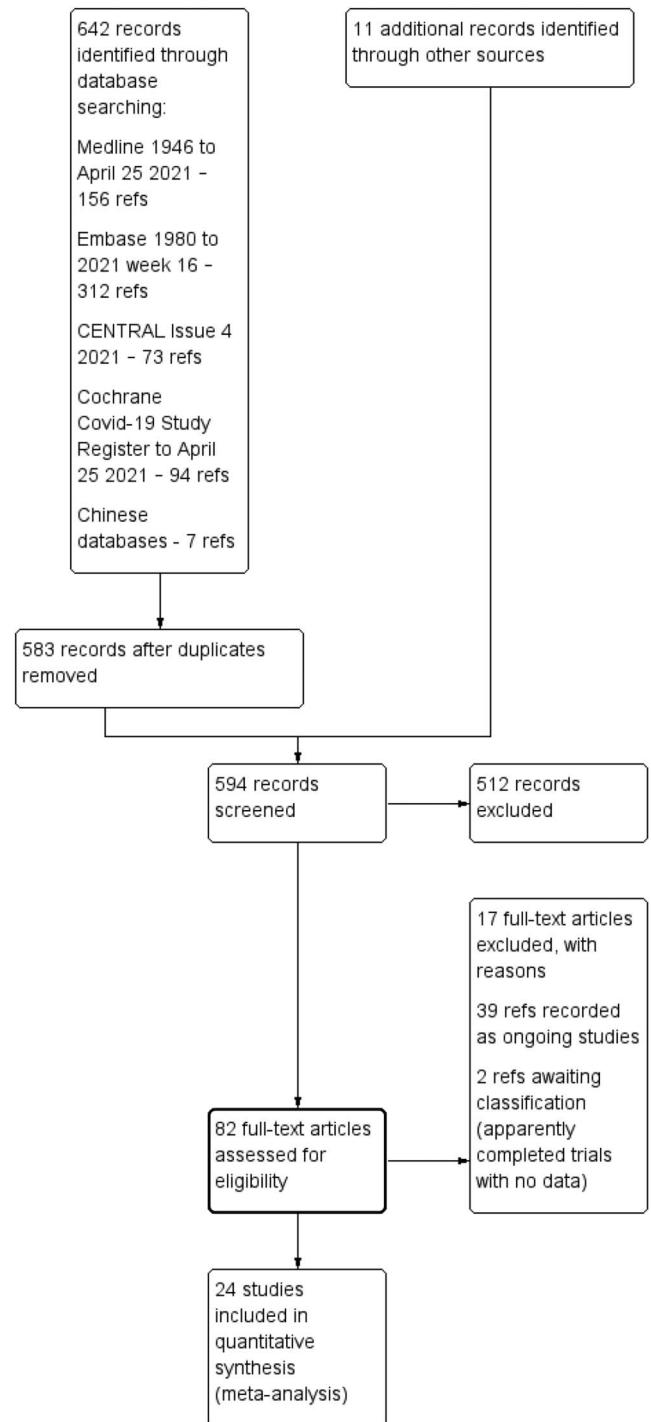 642 records
identified through
database
searching:
Medline 1946 to
April 25 2021 –
156 refs
Embase 1980 to
2021 week 16 –
312 refs
CENTRAL Issue 4
2021 – 73 refs
Cochrane
Covid-19 Study
Register to April
25 2021 – 94 refs
Chinese
databases - 7 refs
11 additional records identified
through other sources
583 records after duplicates
removed
594 records
screened
512 records
excluded
17 full-text articles
excluded, with
reasons
39 refs recorded
as ongoing studies
2 refs awaiting
classification
(apparently
completed trials
with no data)
82 full-text articles
assessed for
eligibility
24 studies
included in
quantitative
synthesis
(meta-analysis)